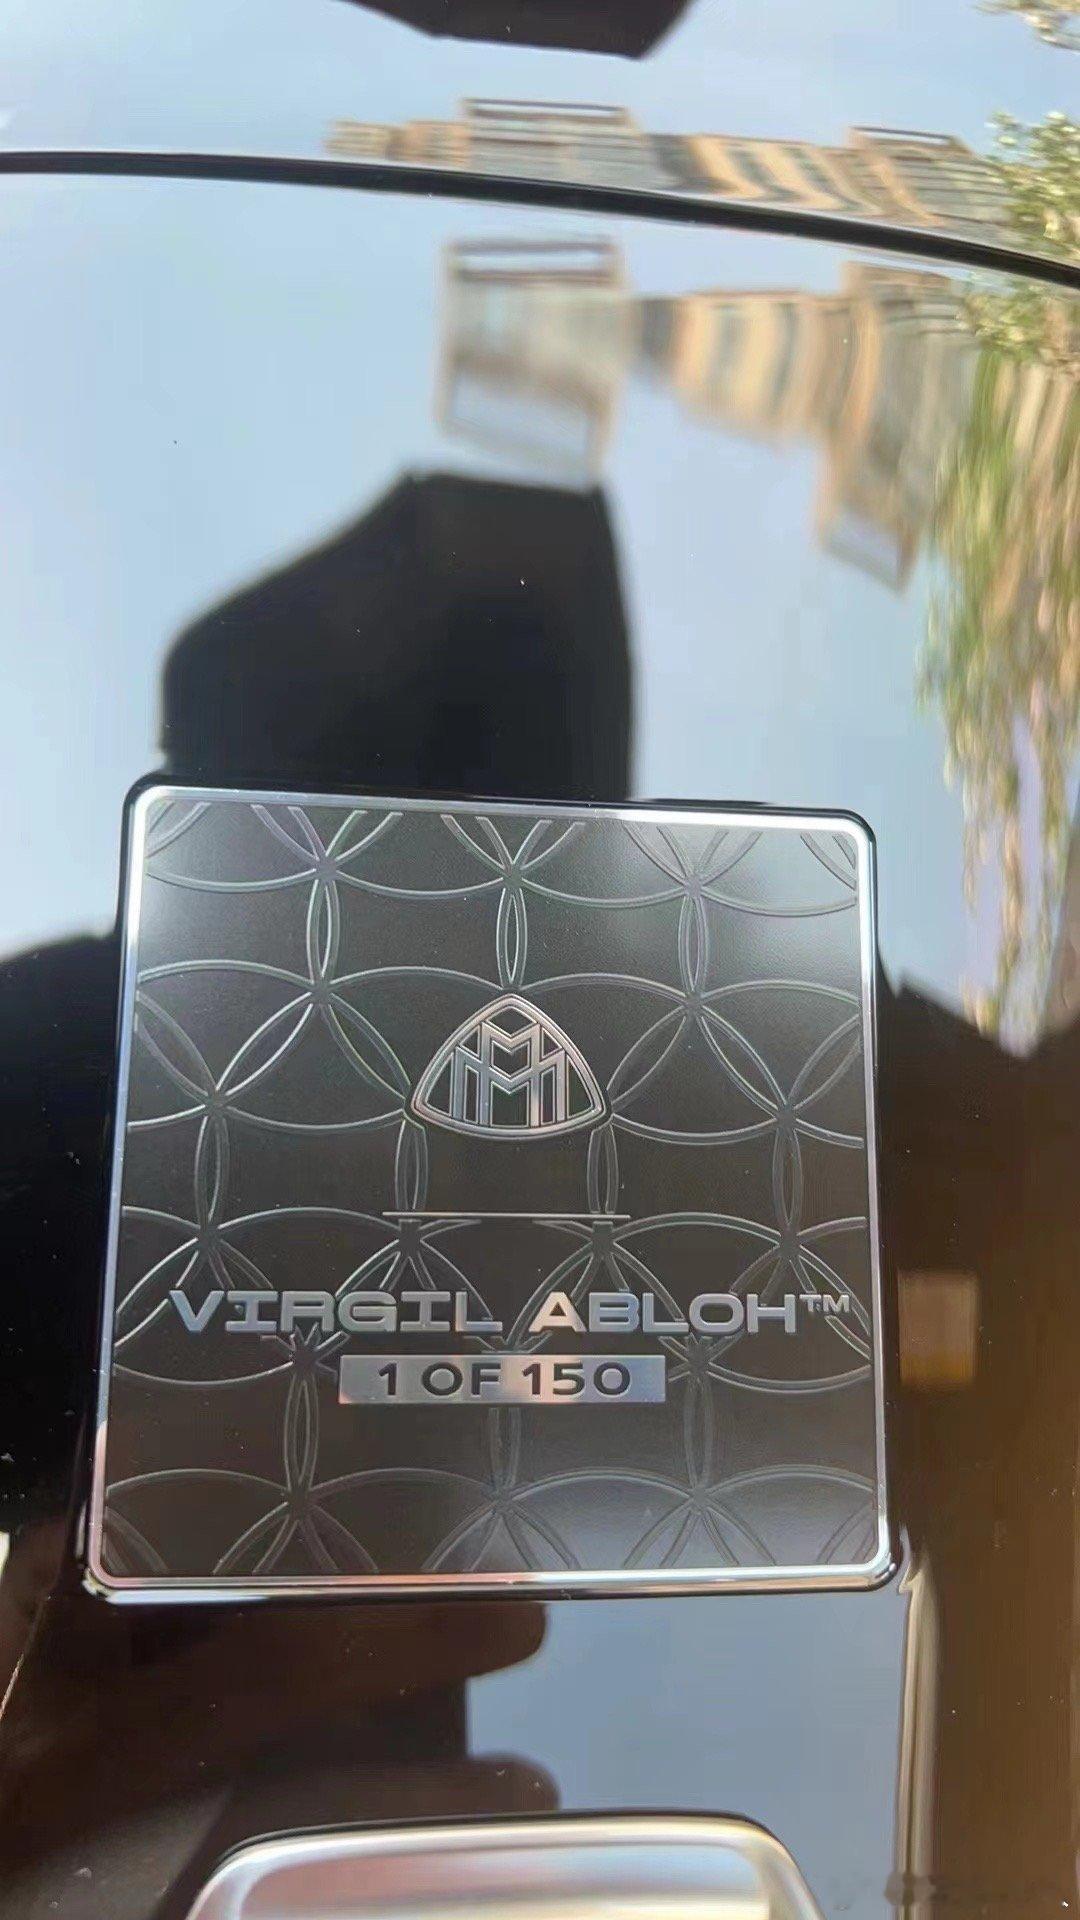 VIRGIL ABLOH™
1 OF 150